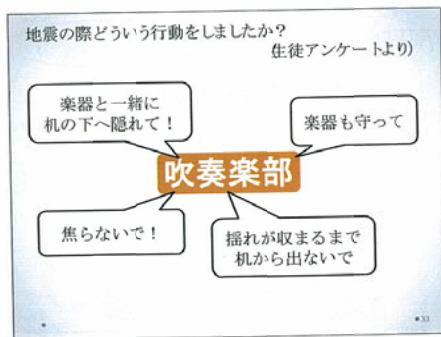 地震の際どういう行動をしましたか？
(生徒アンケートより)
楽器と一緒に
机の下へ隠れて！
楽器も守って
吹奏楽部
焦らないで！
揺れが収まるまで
机から出ないで
33